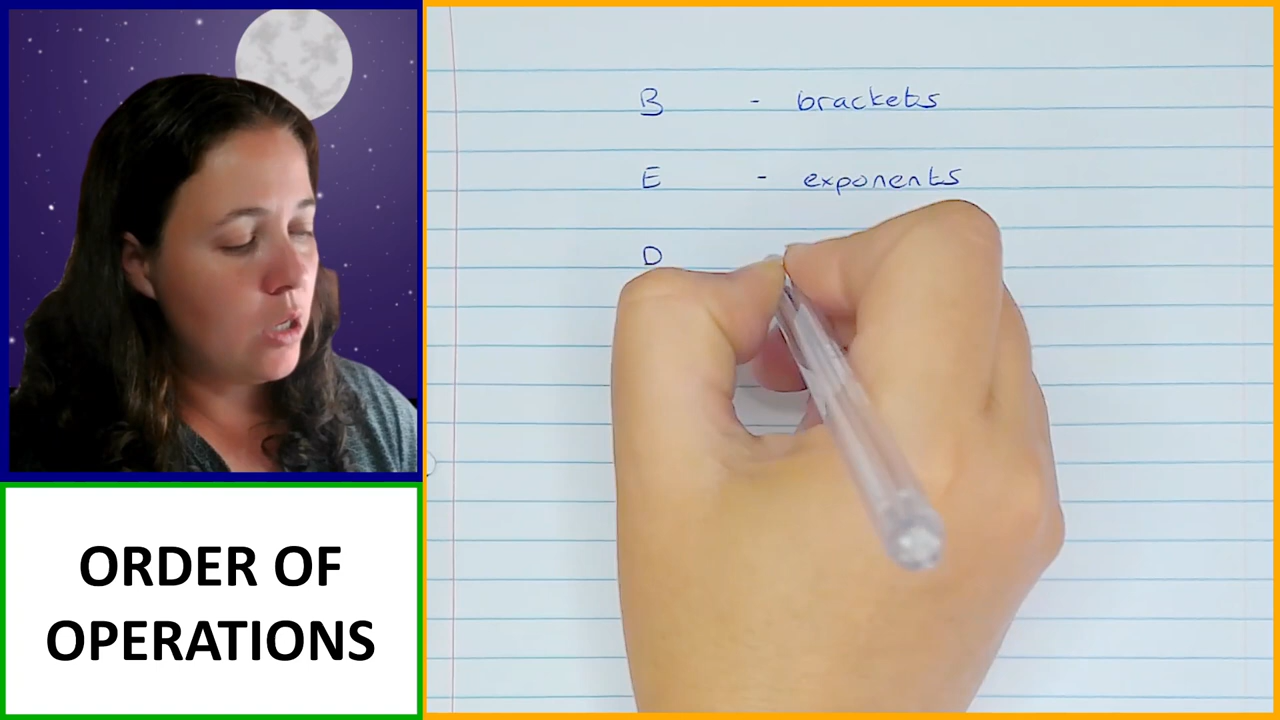 B - brackets
E - exponents
D
ORDER OF
OPERATIONS